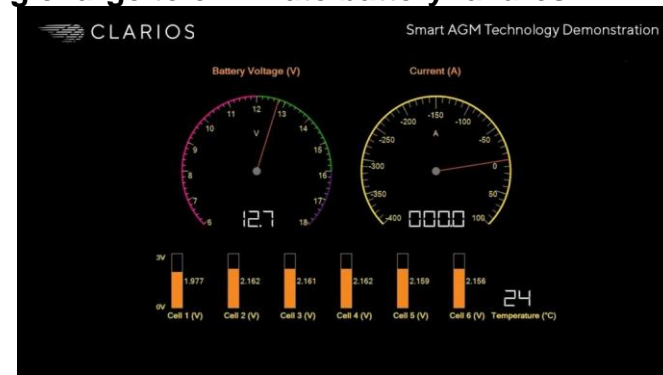 CLARIOS
Smart AGM Technology Demonstration
Battery Voltage (V)
Current (A)
6 7 8 9 10 11 12 13 14 15 16 17 18
V
12.7
-400 -350 -300 -250 -200 -150 -100 -50 0 50 100
A
000.0
3V
0V
1.977 2.162 2.161 2.162 2.159 2.156
24
Cell 1 (V) Cell 2 (V) Cell 3 (V) Cell 4 (V) Cell 5 (V) Cell 6 (V) Temperature (°C)